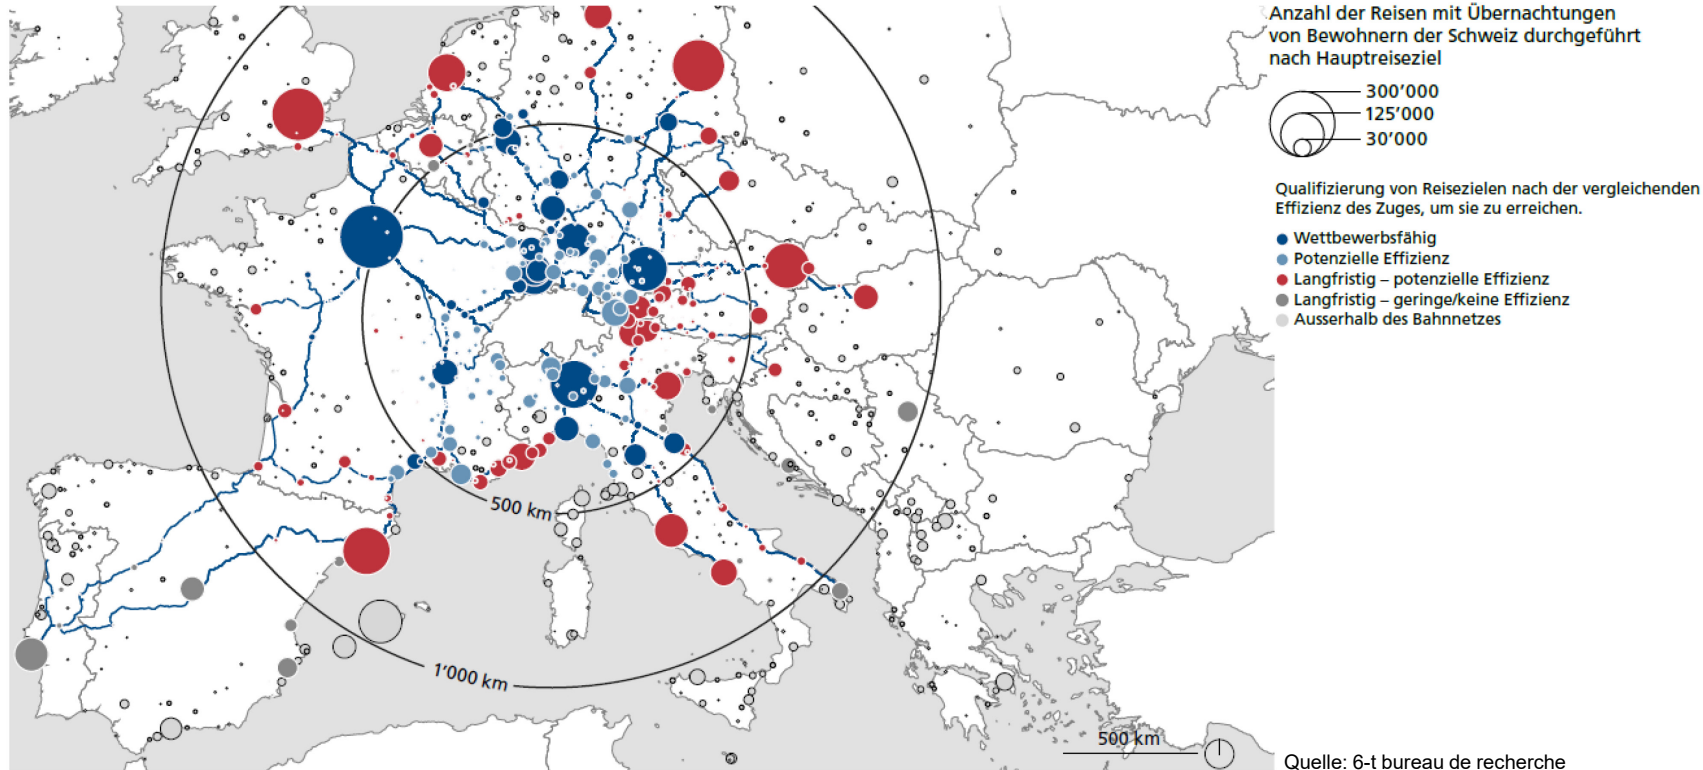 Anzahl der Reisen mit Übernachtungen
von Bewohnern der Schweiz durchgeführt
nach Hauptreiseziel
300’000
125’000
30’000
Qualifizierung von Reisezielen nach der vergleichenden
Effizienz des Zuges, um sie zu erreichen.
Wettbewerbsfähig
Potenzielle Effizienz
Langfristig – potenzielle Effizienz
Langfristig – geringe/keine Effizienz
Ausserhalb des Bahnnetzes
500 km
1’000 km
500 km
Quelle: 6-t bureau de recherche